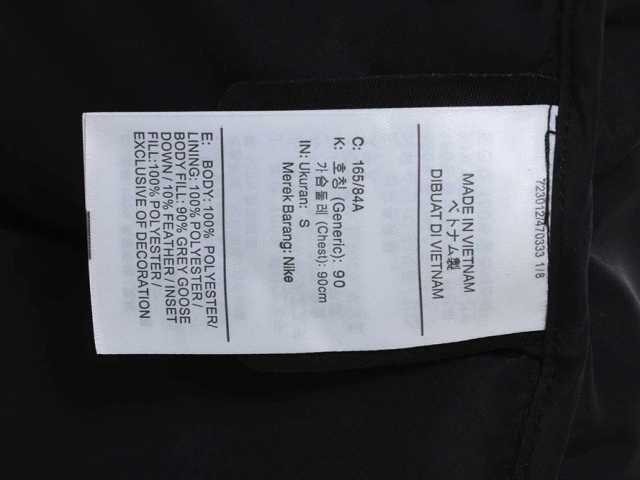 723012/470333 1/8
MADE IN VIETNAM
ベトナム製
DIBUAT DI VIETNAM
C: 165/84A
K: 호칭 (Generic): 90
가슴둘레 (Chest): 90cm
IN: Ukuran: S
Merek Barang: Nike
E: BODY: 100% POLYESTER/
LINING: 100% POLYESTER /
BODY FILL: 90% GREY GOOSE
DOWN / 10% FEATHER / INSET
FILL:100% POLYESTER /
EXCLUSIVE OF DECORATION